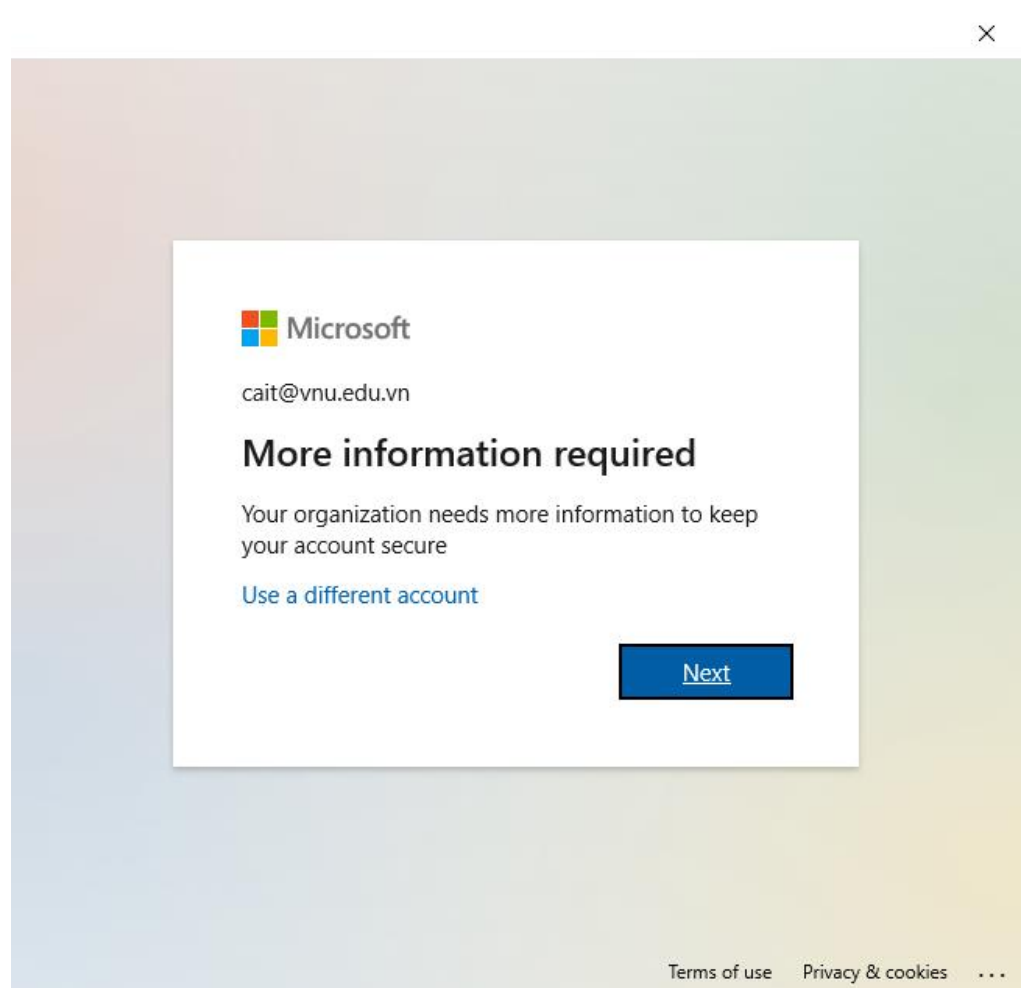 Microsoft
cait@vnu.edu.vn
More information required
Your organization needs more information to keep
your account secure
Use a different account
Next
Terms of use Privacy & cookies ...